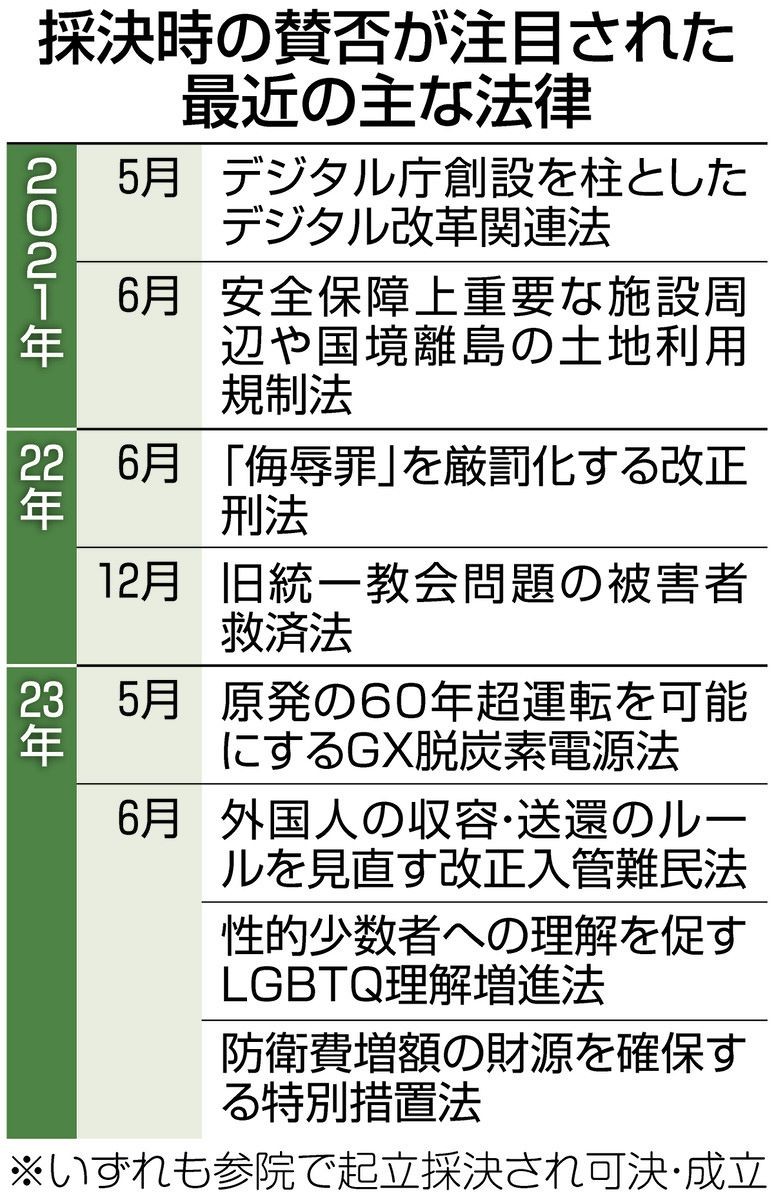 採決時の賛否が注目された
最近の主な法律
2021年
5月
デジタル庁創設を柱とした
デジタル改革関連法
6月
安全保障上重要な施設周
辺や国境離島の土地利用
規制法
22年
6月
「侮辱罪」を厳罰化する改正
刑法
12月
旧統一教会問題の被害者
救済法
23年
5月
原発の60年超運転を可能
にするGX脱炭素電源法
6月
外国人の収容・送還のルー
ルを見直す改正入管難民法
性的少数者への理解を促す
LGBTQ理解増進法
防衛費増額の財源を確保す
る特別措置法
※いずれも参院で起立採決され可決・成立